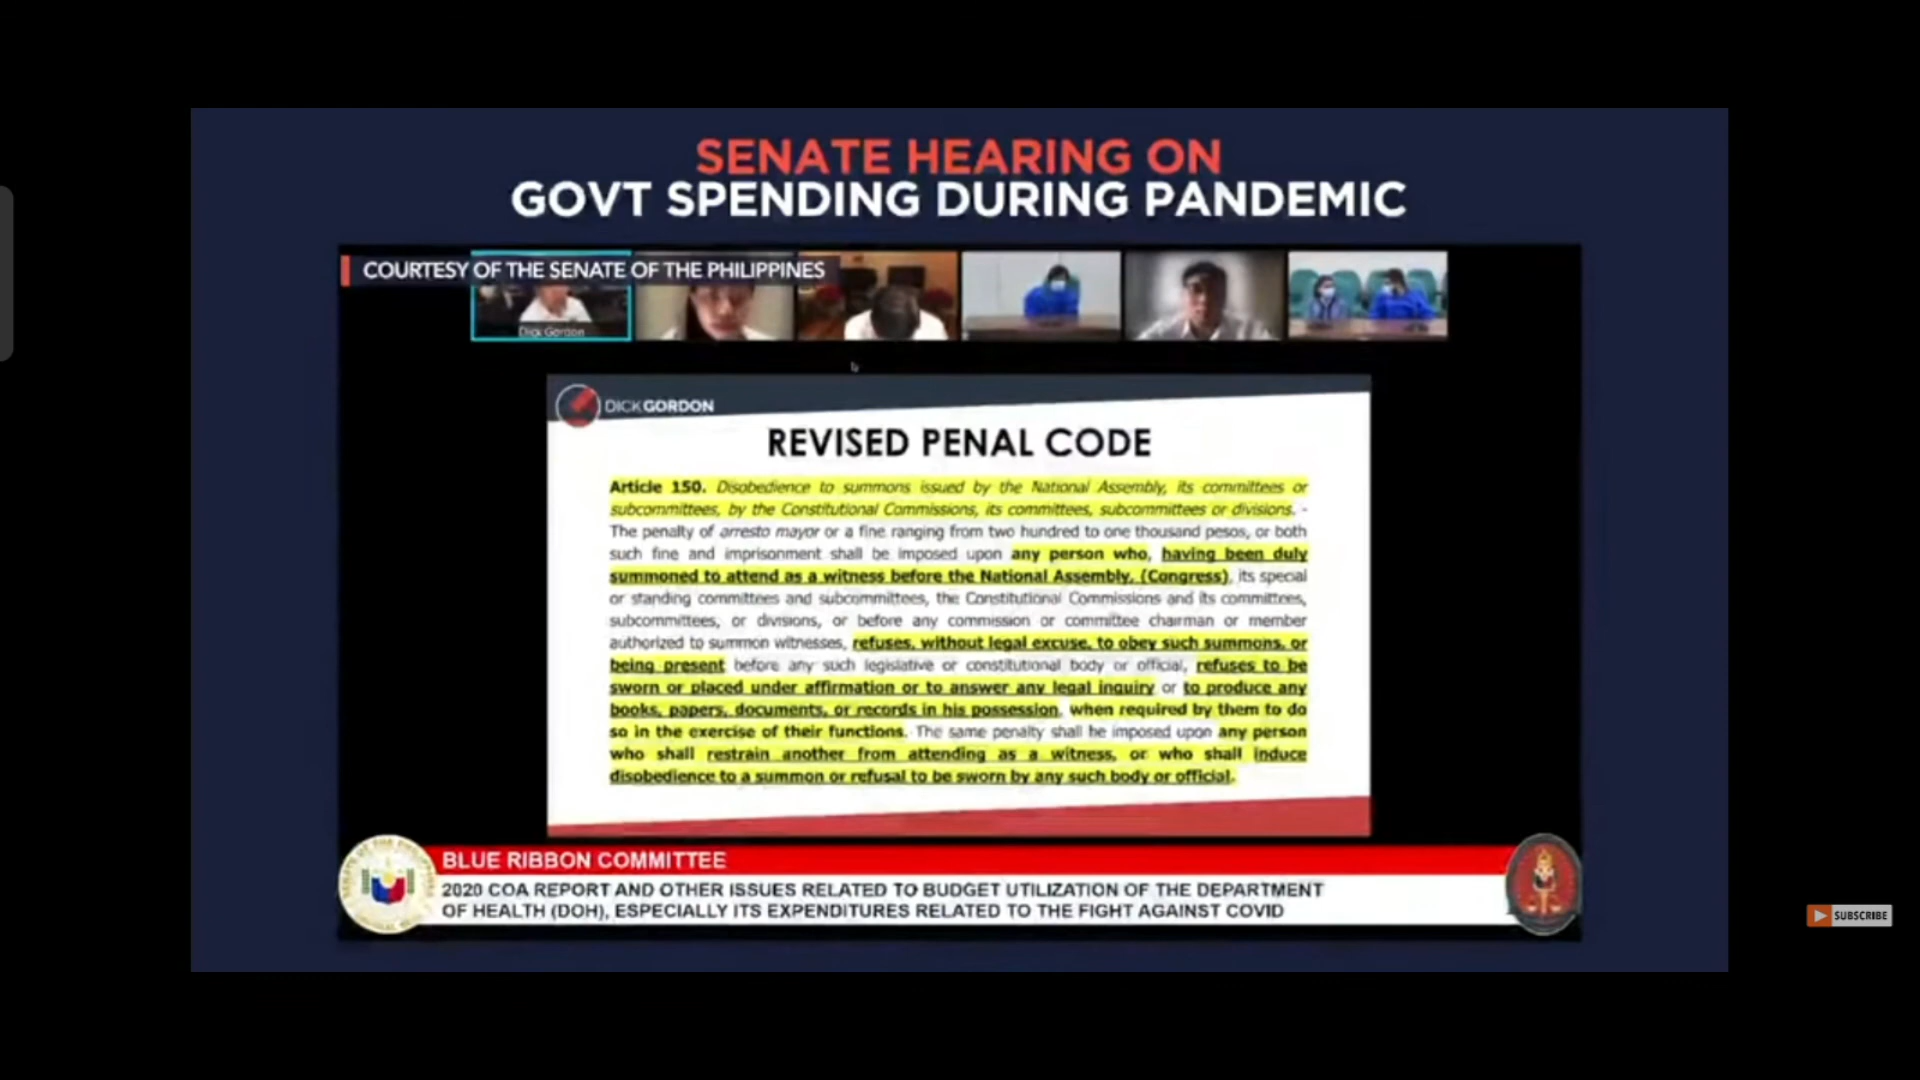 SENATE HEARING ON
GOVT SPENDING DURING PANDEMIC
COURTESY OF THE SENATE OF THE PHILIPPINES
Dick Gordon
DICKGORDON
REVISED PENAL CODE
Article 150. Disobedience to summons issued by the National Assembly, its committees or
subcommittees, by the Constitutional Commissions, its committees, subcommittees or divisions. -
The penalty of arresto mayor or a fine ranging from two hundred to one thousand pesos, or both
such fine and imprisonment shall be imposed upon any person who, having been duly
summoned to attend as a witness before the National Assembly, (Congress), its special
or standing committees and subcommittees, the Constitutional Commissions and its committees,
subcommittees, or divisions, or before any commission or committee chairman or member
authorized to summon witnesses, refuses, without legal excuse, to obey such summons, or
being present before any such legislative or constitutional body or official, refuses to be
sworn or placed under affirmation or to answer any legal inquiry or to produce any
books, papers, documents, or records in his possession, when required by them to do
so in the exercise of their functions. The same penalty shall be imposed upon any person
who shall restrain another from attending as a witness, or who shall induce
disobedience to a summon or refusal to be sworn by any such body or official.
BLUE RIBBON COMMITTEE
2020 COA REPORT AND OTHER ISSUES RELATED TO BUDGET UTILIZATION OF THE DEPARTMENT
OF HEALTH (DOH), ESPECIALLY ITS EXPENDITURES RELATED TO THE FIGHT AGAINST COVID
SUBSCRIBE